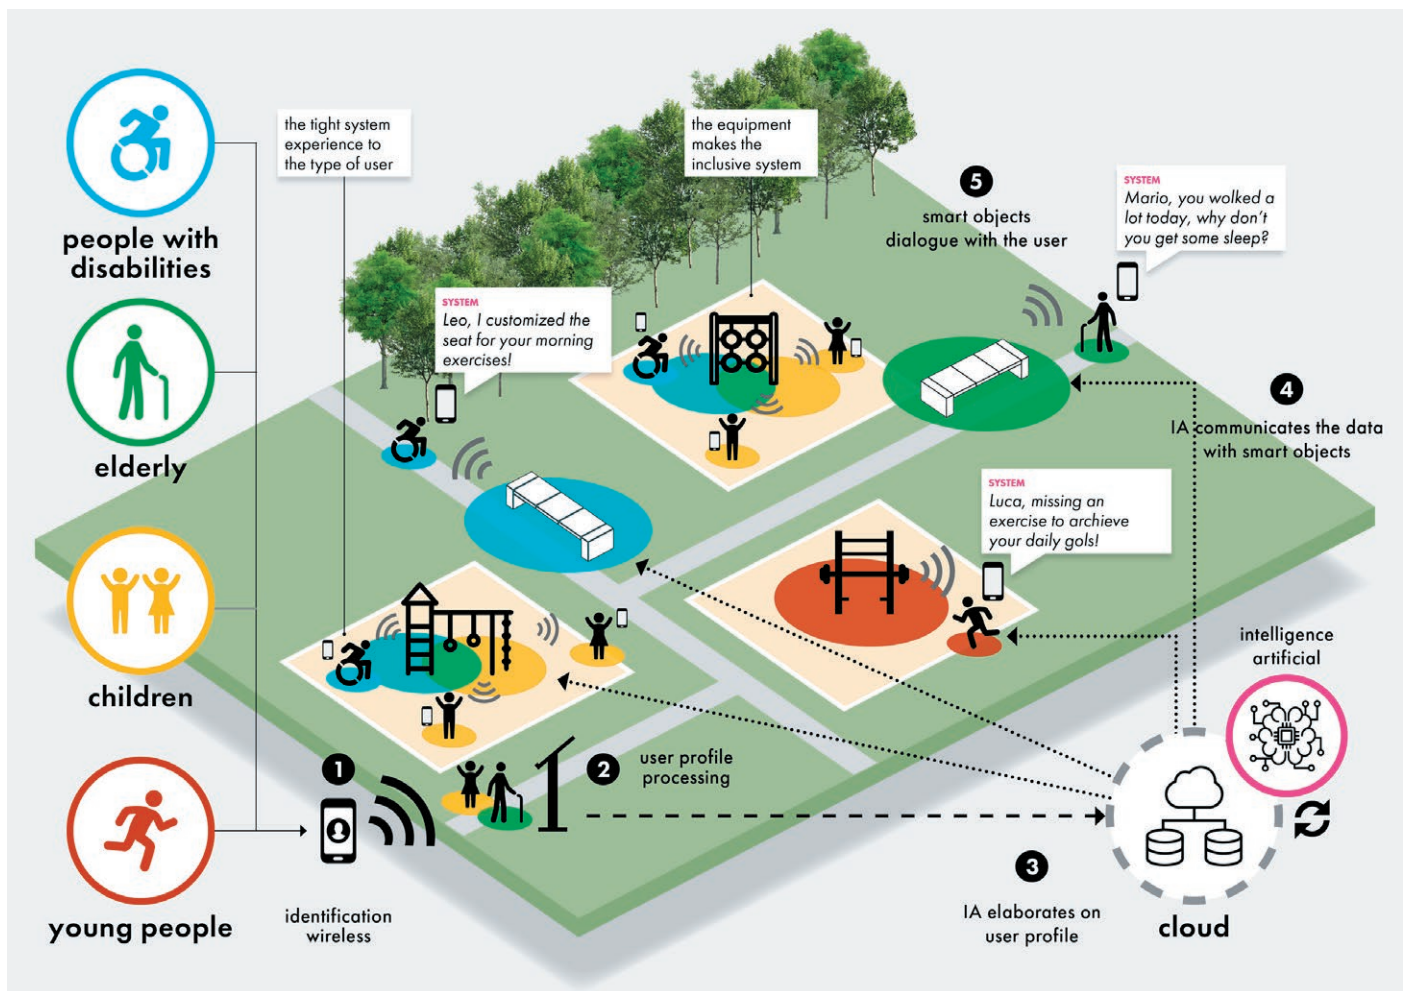 people with
disabilities
elderly
children
young people
the tight system
experience to
the type of user
the equipment
makes the
inclusive system
SYSTEM
Leo, I customized the
seat for your morning
exercises!
5
smart objects
dialogue with the user
SYSTEM
Mario, you wolked a
lot today, why don't
you get some sleep?
4
IA communicates the data
with smart objects
SYSTEM
Luca, missing an
exercise to archieve
your daily gols!
intelligence
artificial
1
identification
wireless
2
user profile
processing
3
IA elaborates on
user profile
cloud